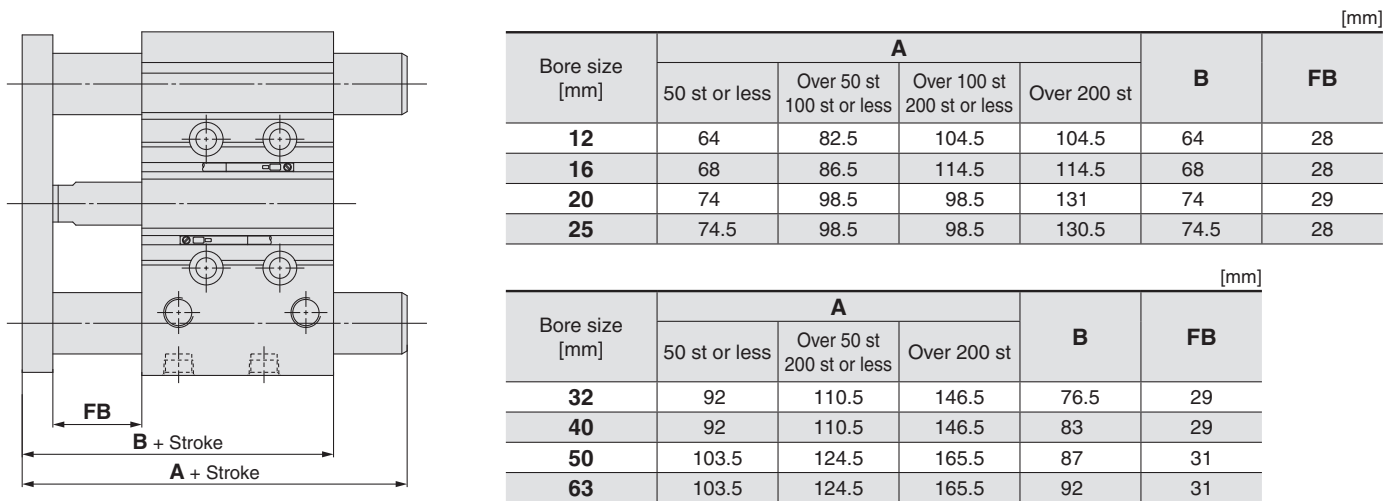 FB
B + Stroke
A + Stroke
[mm]
Bore size
[mm]
A
B
FB
50 st or less
Over 50 st
100 st or less
Over 100 st
200 st or less
Over 200 st
12 64 82.5 104.5 104.5 64 28
16 68 86.5 114.5 114.5 68 28
20 74 98.5 98.5 131 74 29
25 74.5 98.5 98.5 130.5 74.5 28
[mm]
Bore size
[mm]
A
B
FB
50 st or less
Over 50 st
200 st or less
Over 200 st
32 92 110.5 146.5 76.5 29
40 92 110.5 146.5 83 29
50 103.5 124.5 165.5 87 31
63 103.5 124.5 165.5 92 31